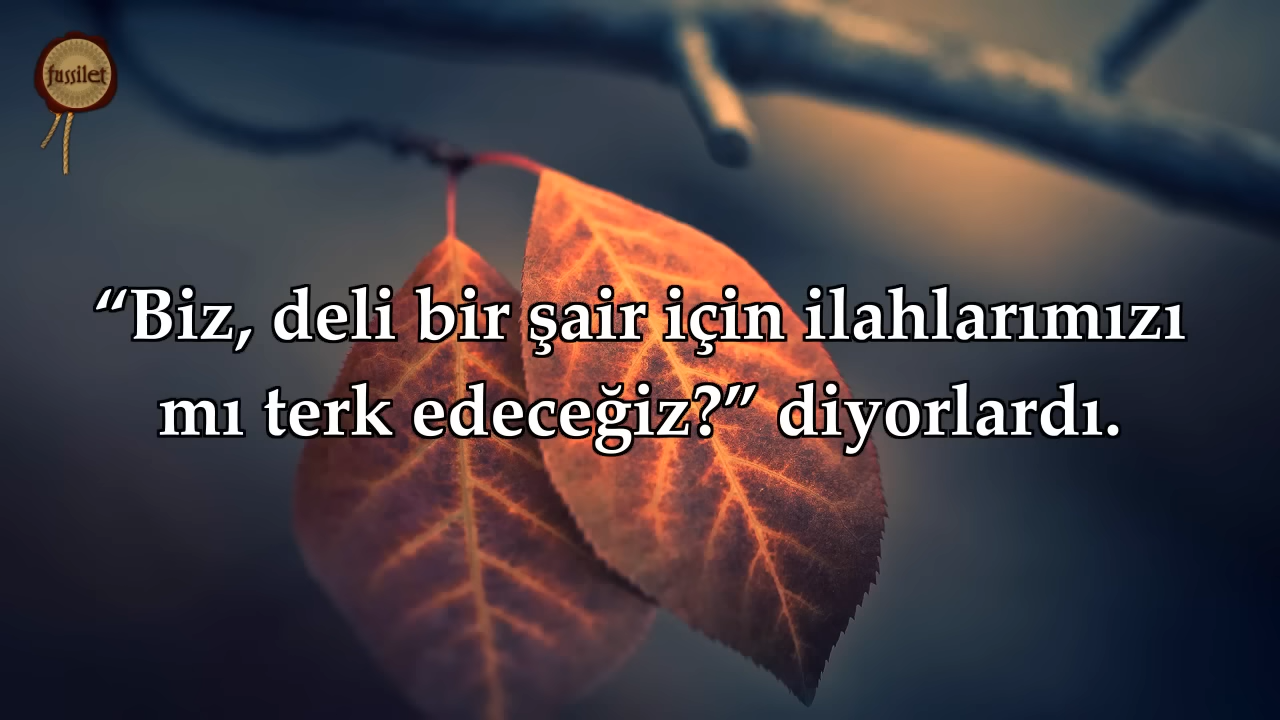 fussilet
“Biz, deli bir şair için ilahlarımızı
mı terk edeceğiz?” diyorlardı.